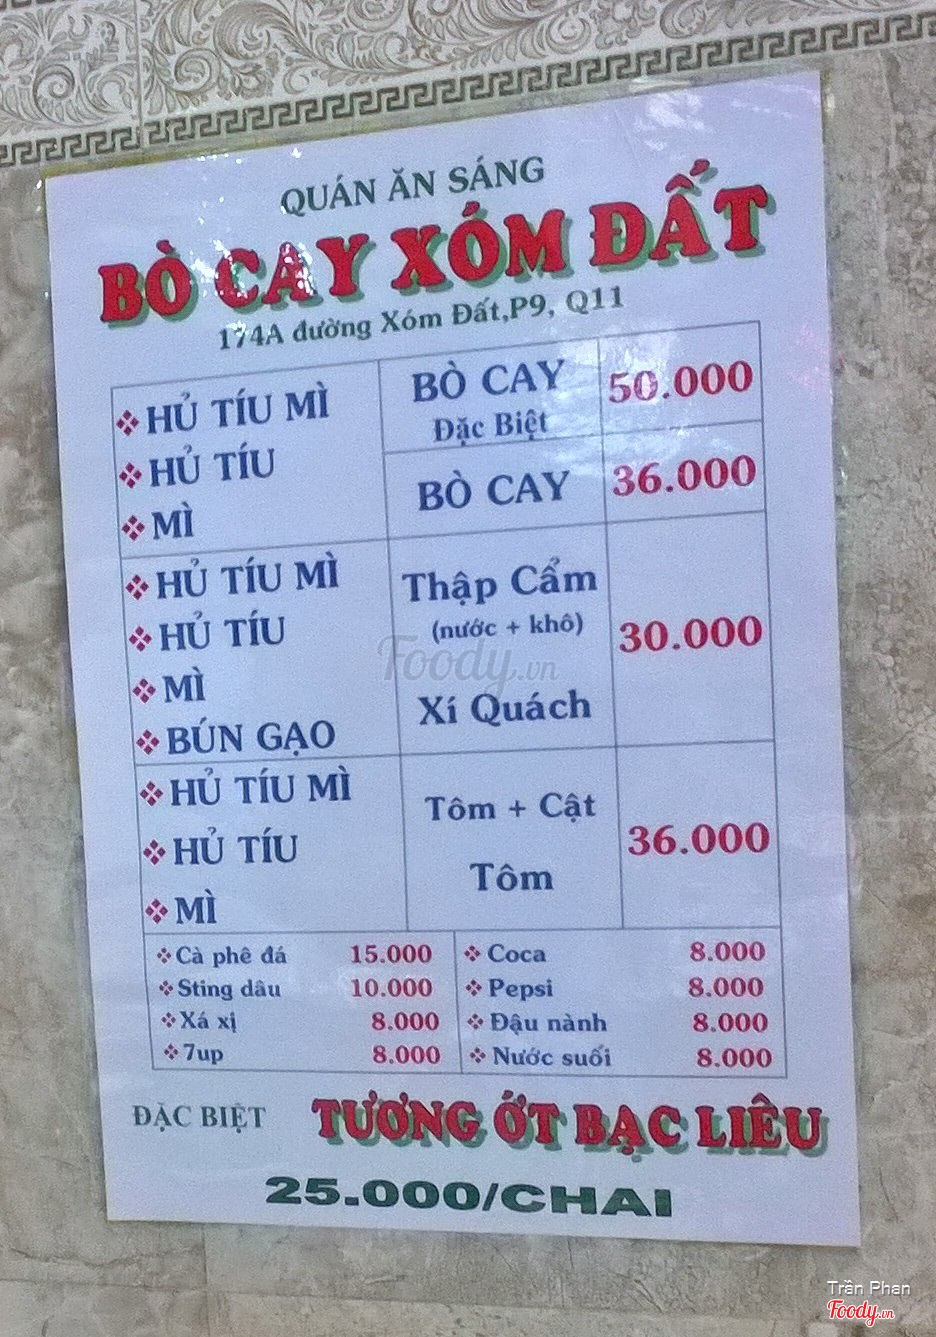 QUÁN ĂN SÁNG
BÒ CAY XÓM ĐẤT
174A đường Xóm Đất,P9, Q11
HỦ TÍU MÌ
HỦ TÍU
MÌ
BÒ CAY
Đặc Biệt
50.000
BÒ CAY
36.000
HỦ TÍU MÌ
HỦ TÍU
MÌ
BÚN GẠO
Thập Cẩm
(nước + khô)
Xí Quách
30.000
HỦ TÍU MÌ
HỦ TÍU
MÌ
Tôm + Cật
Tôm
36.000
Cà phê đá 15.000
Sting dâu 10.000
Xá xị 8.000
7up 8.000
Coca 8.000
Pepsi 8.000
Đậu nành 8.000
Nước suối 8.000
ĐẶC BIỆT TƯƠNG ỚT BẠC LIÊU
25.000/CHAI
Foody.vn
Trần Phan
Foody.vn